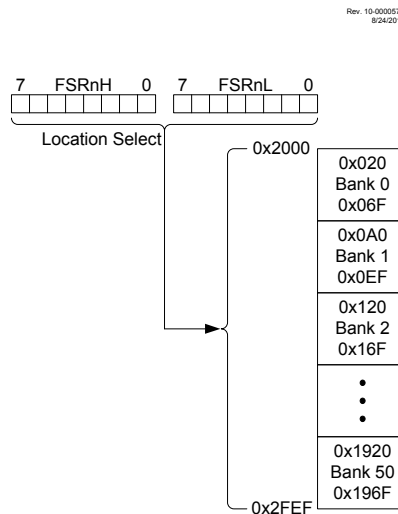 Rev. 10-000057
8/24/201
7 FSRnH 0 7 FSRnL 0
Location Select
0x2000
0x020
Bank 0
0x06F
0x0A0
Bank 1
0x0EF
0x120
Bank 2
0x16F
0x1920
Bank 50
0x196F
0x2FEF